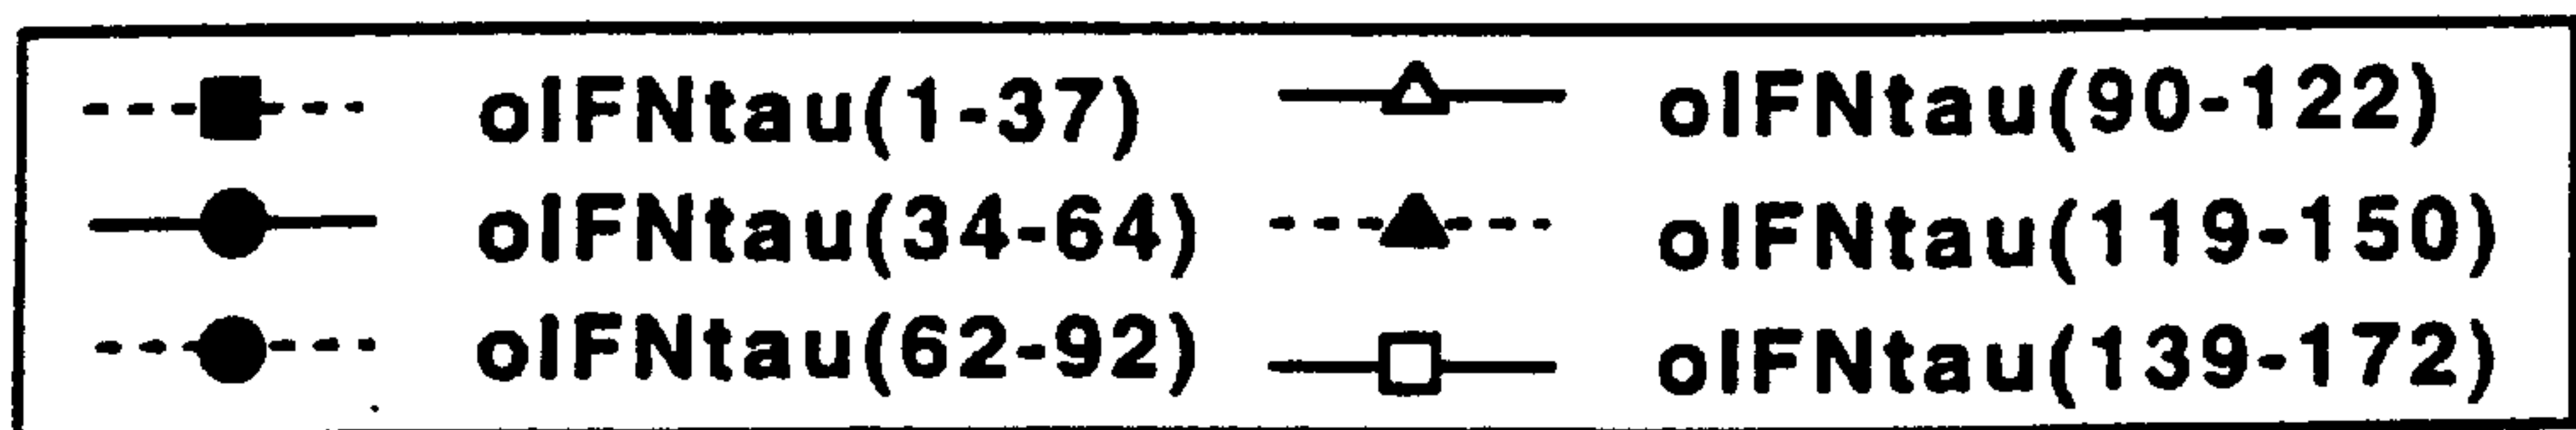 oIFNtau(1-37) oIFNtau(90-122)
oIFNtau(34-64) oIFNtau(119-150)
oIFNtau(62-92) oIFNtau(139-172)